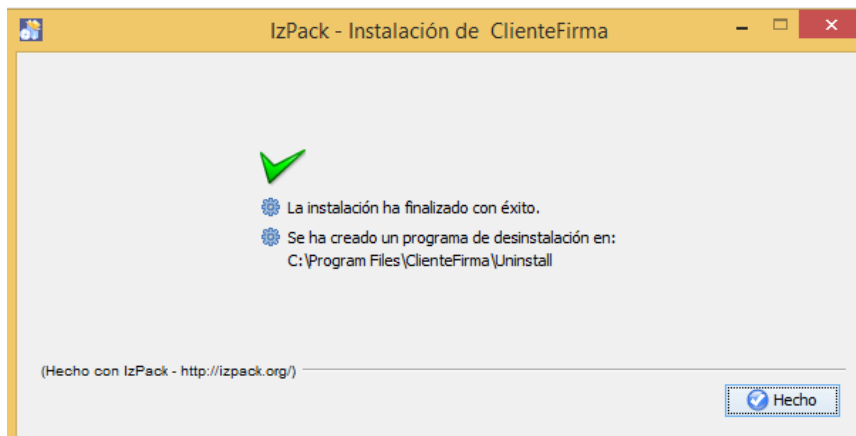 IzPack - Instalación de ClienteFirma
La instalación ha finalizado con éxito.
Se ha creado un programa de desinstalación en:
C:\Program Files\ClienteFirma\Uninstall
(Hecho con IzPack - http://izpack.org/)
Hecho